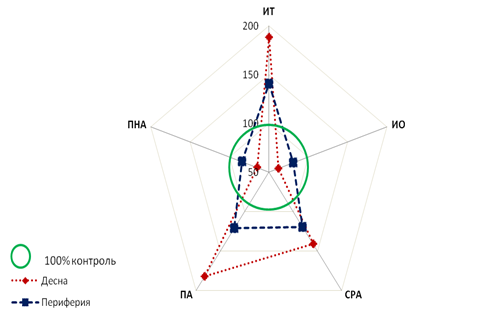 ИТ
200
150
100
50
ПНА
ИО
ПА
СРА
100% контроль
Десна
Периферия